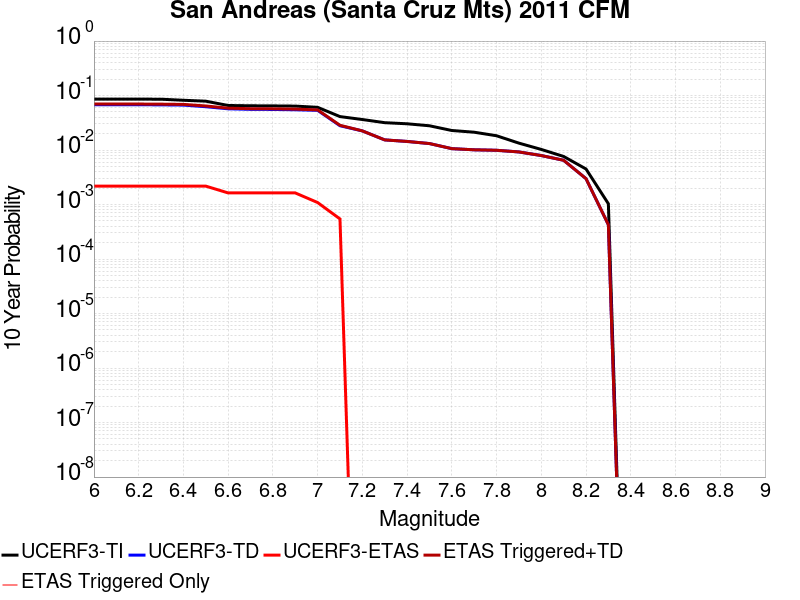 San Andreas (Santa Cruz Mts) 2011 CFM
10 0
10 -1
10 -2
10 -3
10 -4
10 -5
10 -6
10 -7
10 -8
10 Year Probability
6 6.2 6.4 6.6 6.8 7 7.2 7.4 7.6 7.8 8 8.2 8.4 8.6 8.8 9
Magnitude
UCERF3-TI UCERF3-TD UCERF3-ETAS ETAS Triggered+TD
ETAS Triggered Only